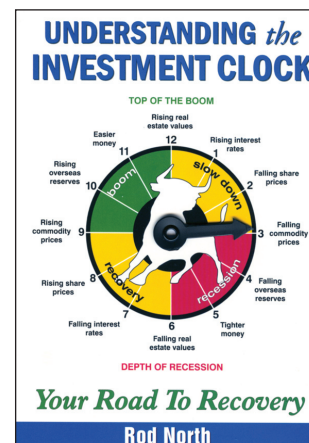 UNDERSTANDING the
INVESTMENT CLOCK
TOP OF THE BOOM
Rising real
estate values
Easier
money
Rising interest
rates
12
11
1
Rising
overseas
reserves
boom
slow down
Falling share
prices
10
2
Rising
commodity
prices
9
3
Falling
commodity
prices
8
4
Rising share
prices
recovery
recession
Falling
overseas
reserves
7
5
6
Falling interest
rates
Tighter
money
Falling real
estate values
DEPTH OF RECESSION
Your Road To Recovery
Rod North